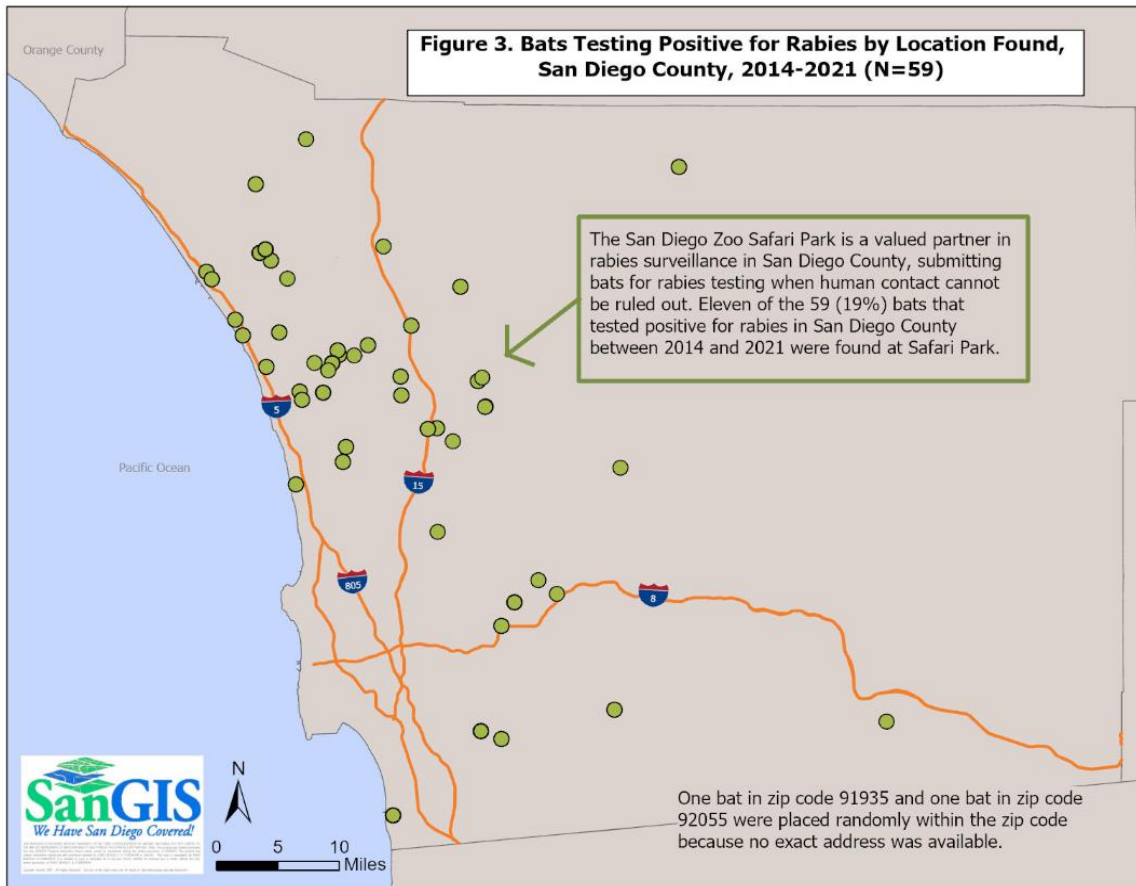 Orange County
Figure 3. Bats Testing Positive for Rabies by Location Found,
San Diego County, 2014-2021 (N=59)
The San Diego Zoo Safari Park is a valued partner in
rabies surveillance in San Diego County, submitting
bats for rabies testing when human contact cannot
be ruled out. Eleven of the 59 (19%) bats that
tested positive for rabies in San Diego County
between 2014 and 2021 were found at Safari Park.
5
Pacific Ocean
15
805
8
SanGIS
We Have San Diego Covered!
N
0 5 10
Miles
One bat in zip code 91935 and one bat in zip code
92055 were placed randomly within the zip code
because no exact address was available.